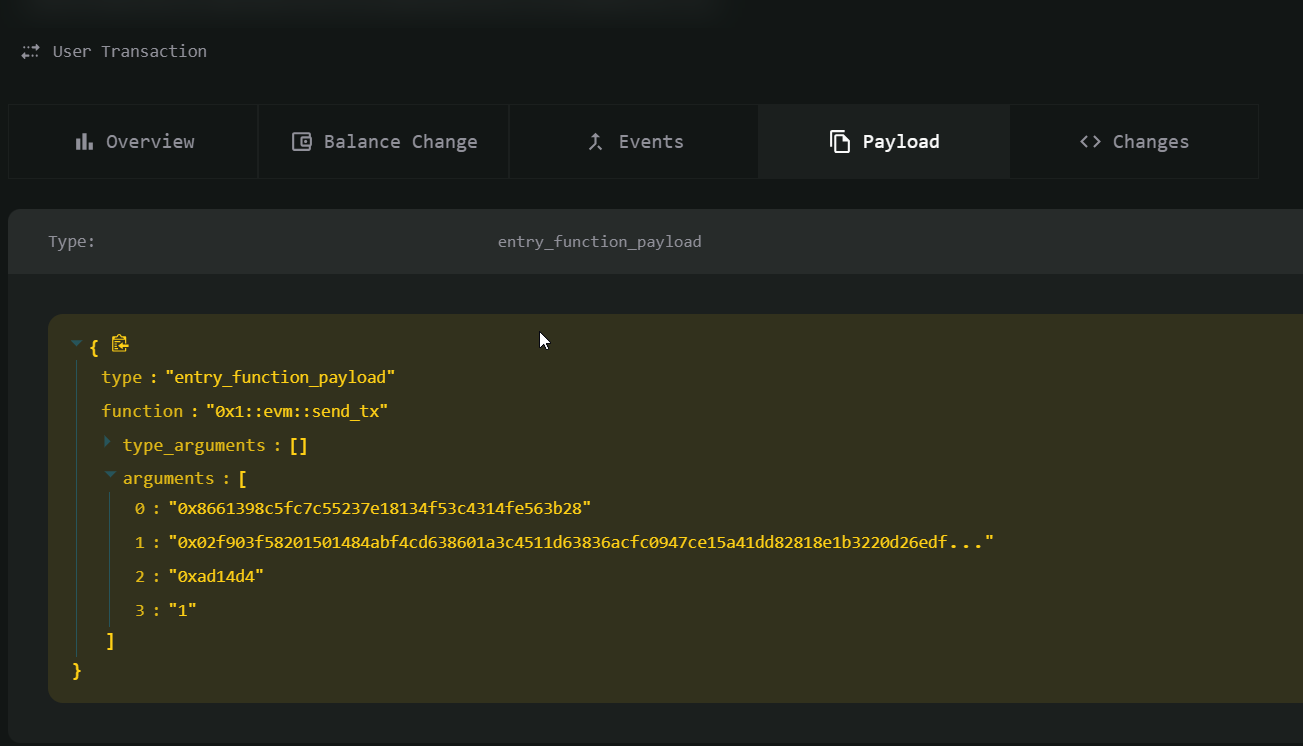 User Transaction
Overview Balance Change Events Payload Changes
Type: entry_function_payload
{
type : "entry_function_payload"
function : "0x1::evm::send_tx"
type_arguments : []
arguments : [
0 : "0x8661398c5fc7c55237e18134f53c4314fe563b28"
1 : "0x02f903f58201501484abf4cd638601a3c4511d63836acfc0947ce15a41dd82818e1b3220d26edf..."
2 : "0xad14d4"
3 : "1"
]
}